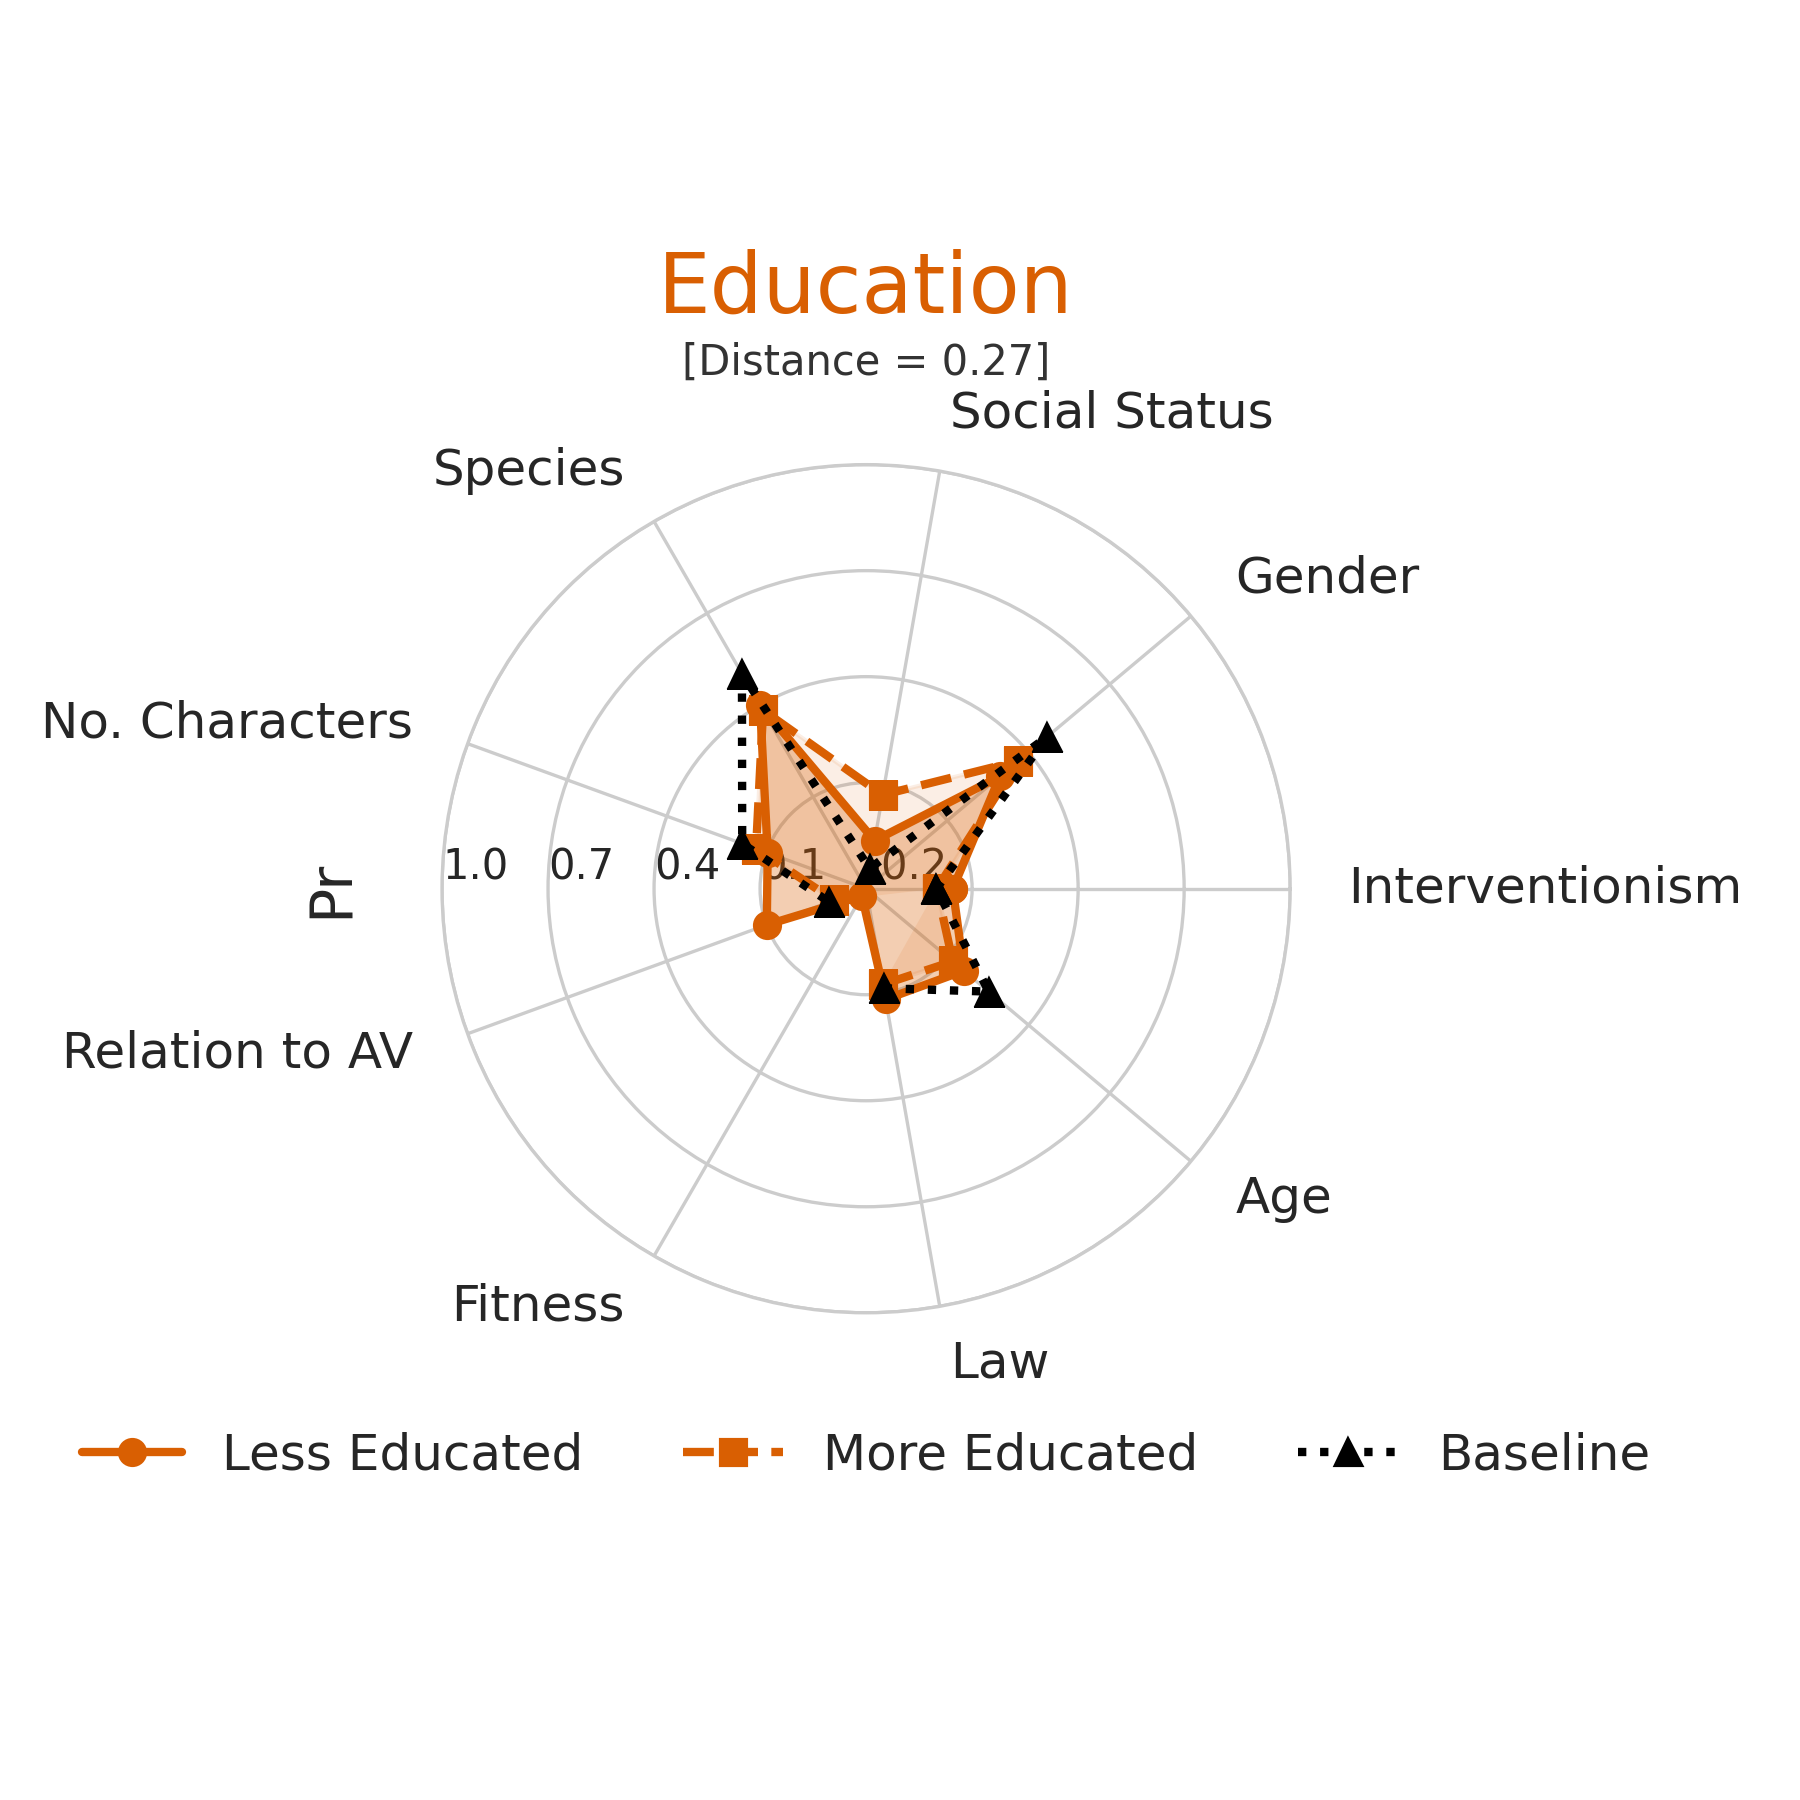 Education
[Distance = 0.27]
Social Status
Species
Gender
No. Characters
1.0 0.7 0.4 0.1 0.2
Pr
Interventionism
Relation to AV
Age
Fitness
Law
Less Educated More Educated Baseline